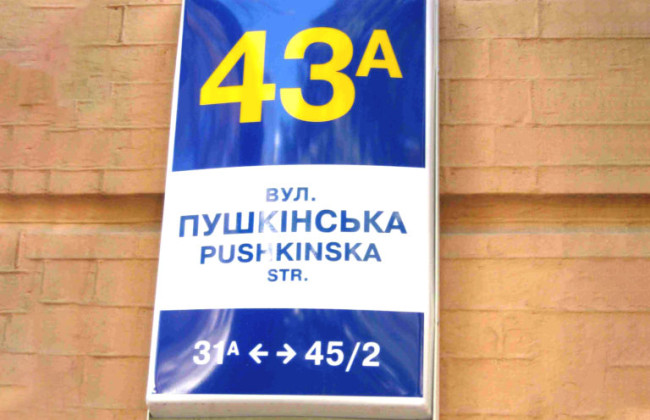 43А
ВУЛ.
ПУШКІНСЬКА
PUSHKINSKA
STR.
31А ←→ 45/2